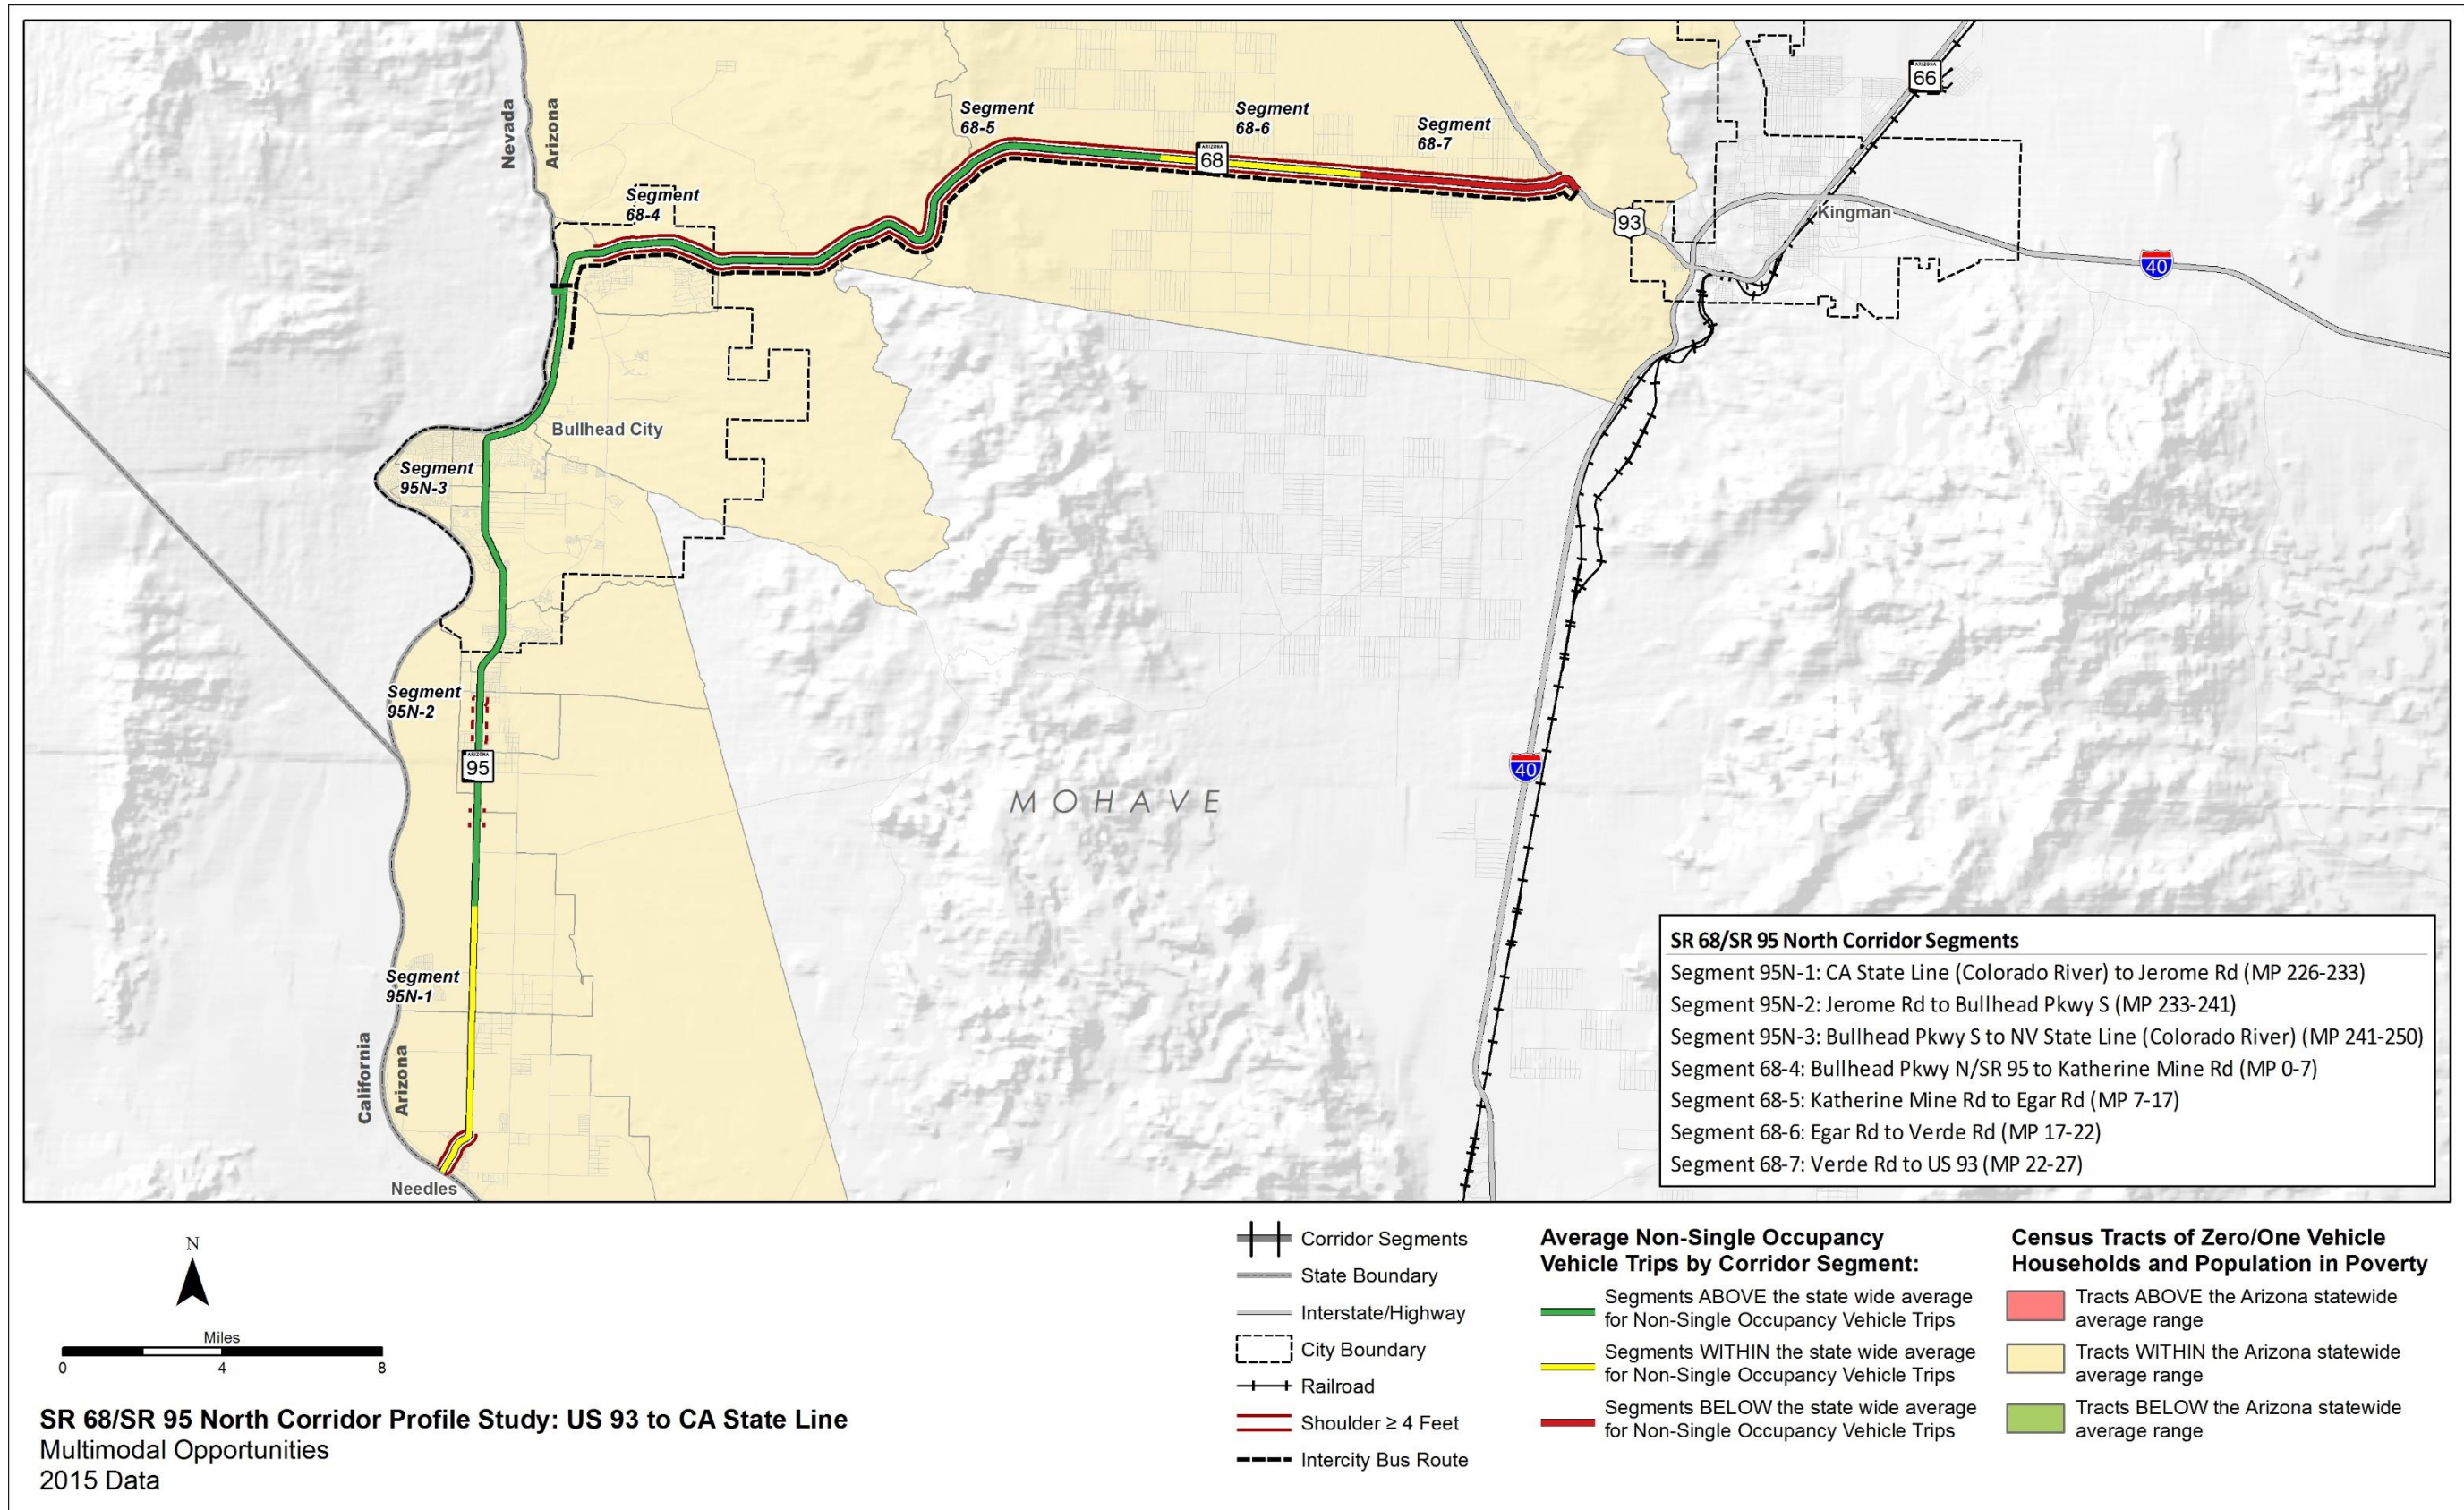 Nevada
Arizona
Segment
68-4
Segment
68-5
Segment
68-6
Segment
68-7
ARIZONA
68
ARIZONA
66
93
Kingman
40
Bullhead City
Segment
95N-3
Segment
95N-2
ARIZONA
95
MOHAVE
40
Segment
95N-1
California
Arizona
Needles
SR 68/SR 95 North Corridor Segments
Segment 95N-1: CA State Line (Colorado River) to Jerome Rd (MP 226-233)
Segment 95N-2: Jerome Rd to Bullhead Pkwy S (MP 233-241)
Segment 95N-3: Bullhead Pkwy S to NV State Line (Colorado River) (MP 241-250)
Segment 68-4: Bullhead Pkwy N/SR 95 to Katherine Mine Rd (MP 0-7)
Segment 68-5: Katherine Mine Rd to Egar Rd (MP 7-17)
Segment 68-6: Egar Rd to Verde Rd (MP 17-22)
Segment 68-7: Verde Rd to US 93 (MP 22-27)
N
Miles
0 4 8
SR 68/SR 95 North Corridor Profile Study: US 93 to CA State Line
Multimodal Opportunities
2015 Data
Corridor Segments
State Boundary
Interstate/Highway
City Boundary
Railroad
Shoulder ≥ 4 Feet
Intercity Bus Route
Average Non-Single Occupancy
Vehicle Trips by Corridor Segment:
Segments ABOVE the state wide average
for Non-Single Occupancy Vehicle Trips
Segments WITHIN the state wide average
for Non-Single Occupancy Vehicle Trips
Segments BELOW the state wide average
for Non-Single Occupancy Vehicle Trips
Census Tracts of Zero/One Vehicle
Households and Population in Poverty
Tracts ABOVE the Arizona statewide
average range
Tracts WITHIN the Arizona statewide
average range
Tracts BELOW the Arizona statewide
average range